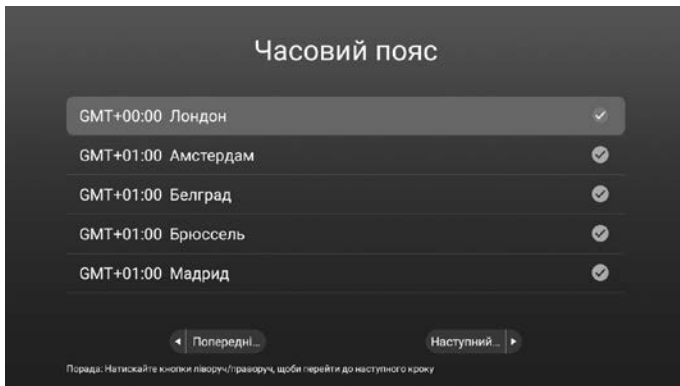 Часовий пояс
GMT+00:00 Лондон
GMT+01:00 Амстердам
GMT+01:00 Белград
GMT+01:00 Брюссель
GMT+01:00 Мадрид
Попередні... Наступний...
Порада: Натискайте кнопки ліворуч/праворуч, щоби перейти до наступного кроку